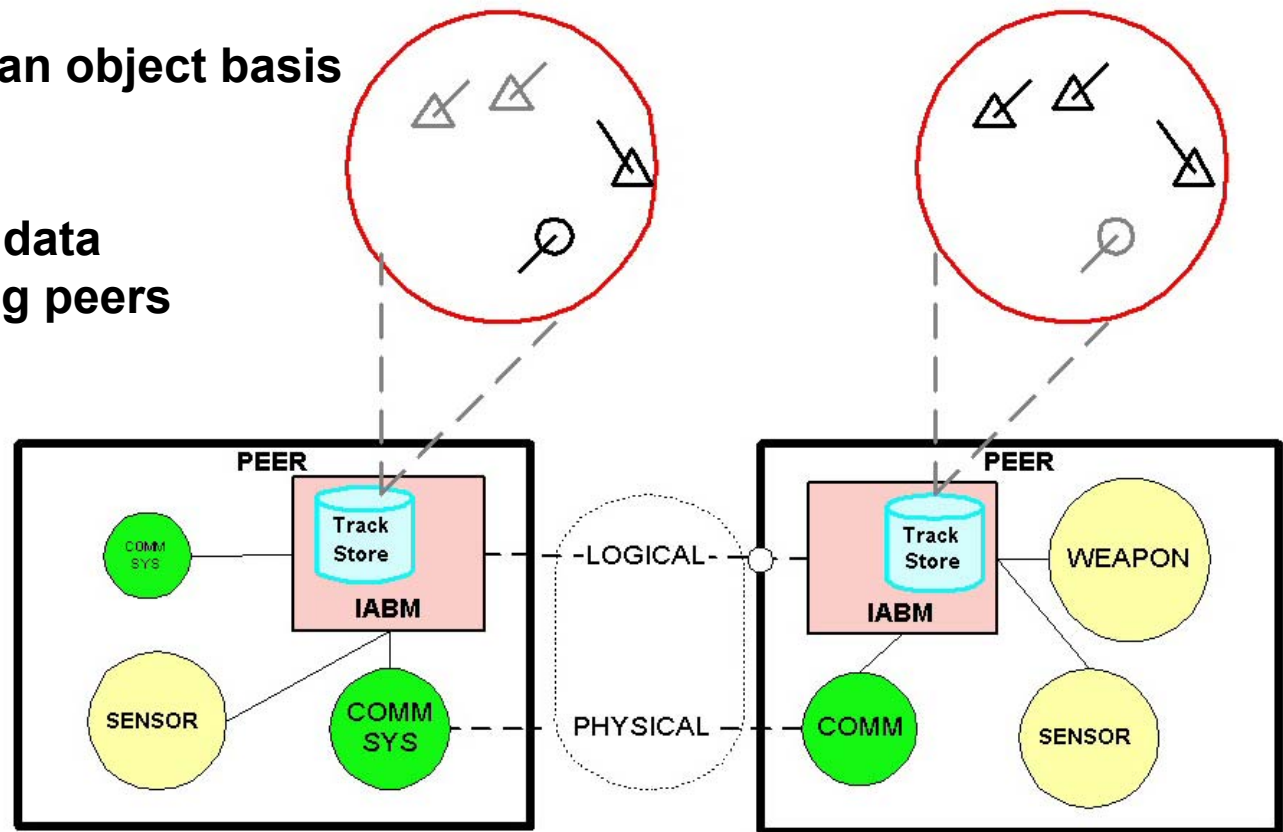 an object basis
data
g peers
PEER
Track
Store
IABM
COMM
SYS
SENSOR
COMM
SYS
LOGICAL
PHYSICAL
PEER
Track
Store
IABM
WEAPON
COMM
SENSOR